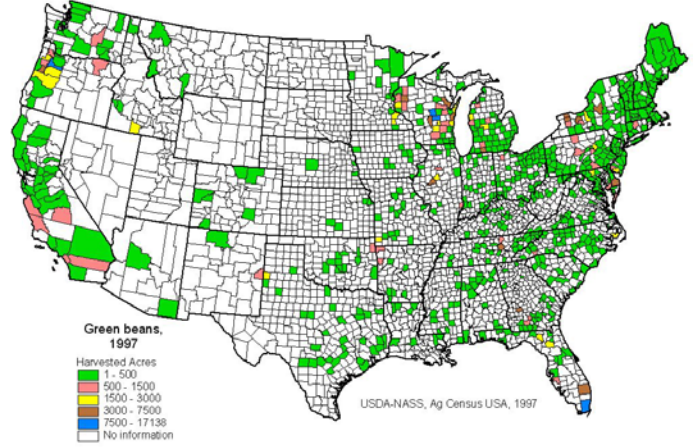 Green beans,
1997
Harvested Acres
1 - 500
500 - 1500
1500 - 3000
3000 - 7500
7500 - 17138
No information
USDA-NASS, Ag Census USA, 1997